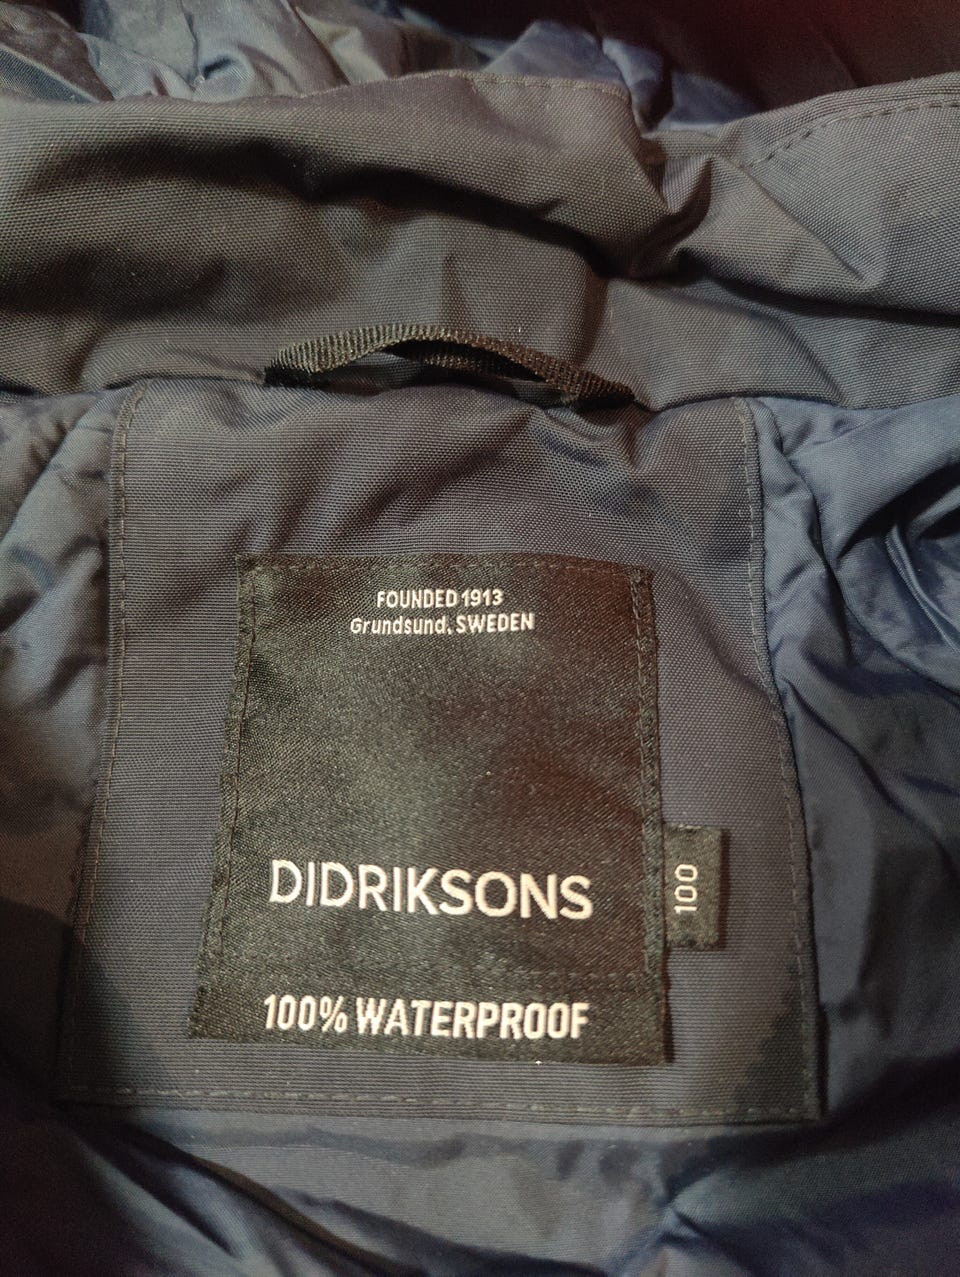 FOUNDED 1913
Grundsund, SWEDEN
DIDRIKSONS
100
100% WATERPROOF